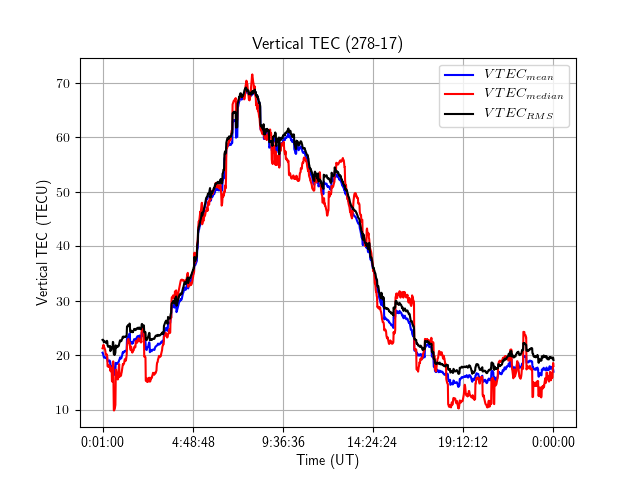 Vertical TEC (278-17)
VTEC_mean
VTEC_median
VTEC_RMS
Vertical TEC (TECU)
70
60
50
40
30
20
10
0:01:00 4:48:48 9:36:36 14:24:24 19:12:12 0:00:00
Time (UT)